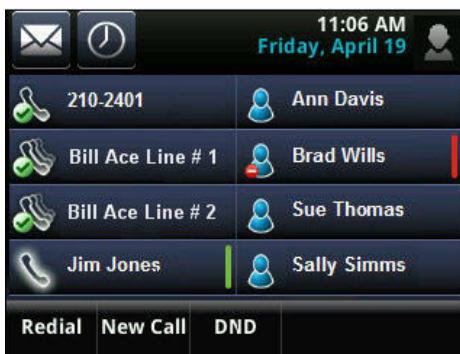 11:06 AM
Friday, April 19
210-2401
Ann Davis
Bill Ace Line # 1
Brad Wills
Bill Ace Line # 2
Sue Thomas
Jim Jones
Sally Simms
Redial
New Call
DND